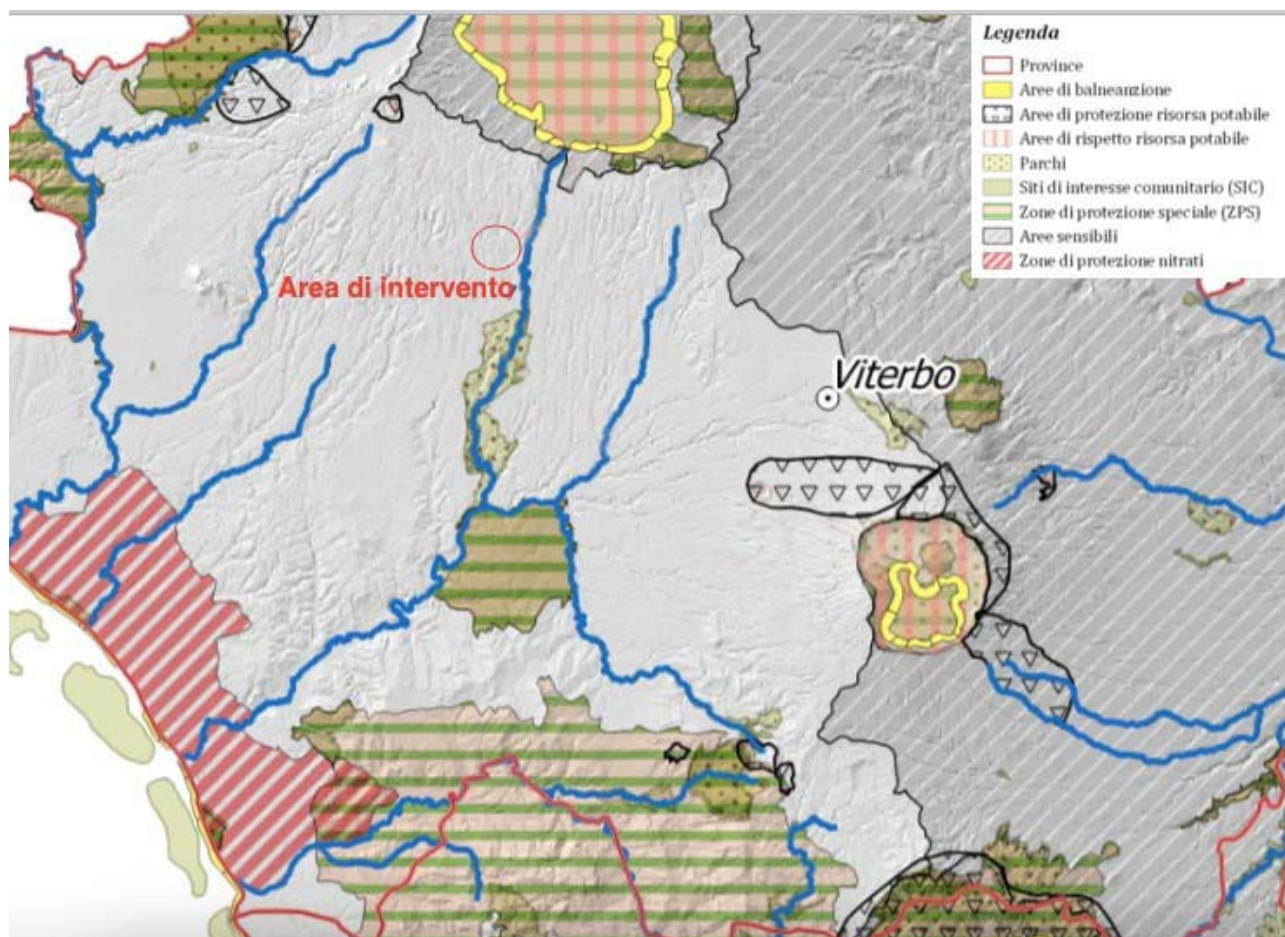 Legenda
Province
Aree di balneanzione
Aree di protezione risorsa potabile
Aree di rispetto risorsa potabile
Parchi
Siti di interesse comunitario (SIC)
Zone di protezione speciale (ZPS)
Aree sensibili
Zone di protezione nitrati
Area di intervento
Viterbo